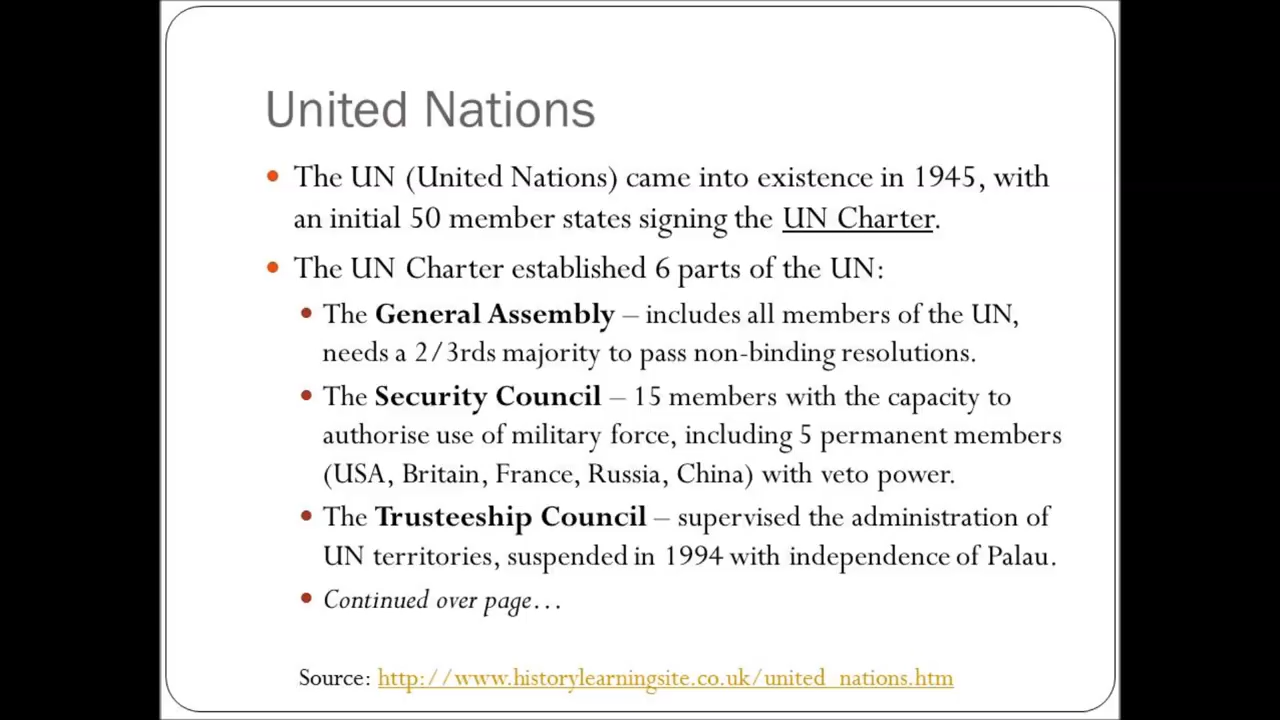 United Nations
The UN (United Nations) came into existence in 1945, with
an initial 50 member states signing the UN Charter.
The UN Charter established 6 parts of the UN:
The General Assembly – includes all members of the UN,
needs a 2/3rds majority to pass non-binding resolutions.
The Security Council – 15 members with the capacity to
authorise use of military force, including 5 permanent members
(USA, Britain, France, Russia, China) with veto power.
The Trusteeship Council – supervised the administration of
UN territories, suspended in 1994 with independence of Palau.
Continued over page…
Source: http://www.historylearningsite.co.uk/united_nations.htm